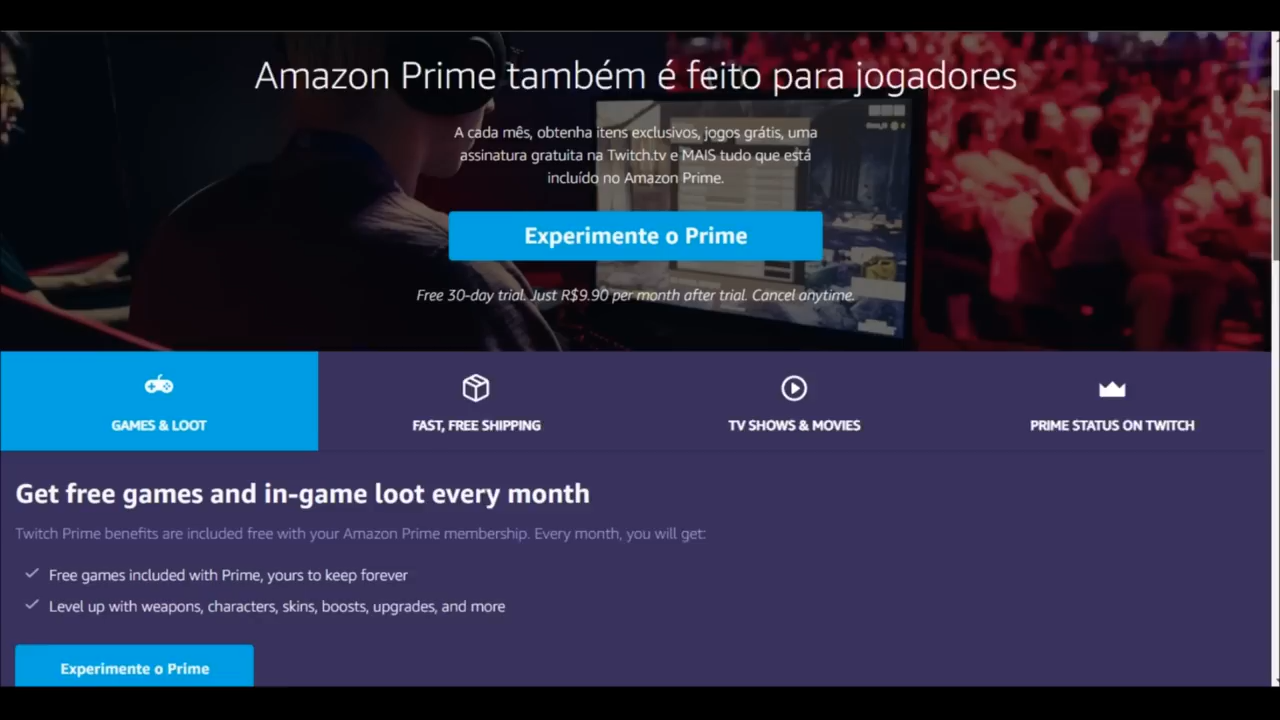 Amazon Prime também é feito para jogadores
A cada mês, obtenha itens exclusivos, jogos grátis, uma
assinatura gratuita na Twitch.tv e MAIS tudo que está
incluído no Amazon Prime.
Experimente o Prime
Free 30-day trial. Just R$9.90 per month after trial. Cancel anytime.
GAMES & LOOT
FAST, FREE SHIPPING
TV SHOWS & MOVIES
PRIME STATUS ON TWITCH
Get free games and in-game loot every month
Twitch Prime benefits are included free with your Amazon Prime membership. Every month, you will get:
Free games included with Prime, yours to keep forever
Level up with weapons, characters, skins, boosts, upgrades, and more
Experimente o Prime